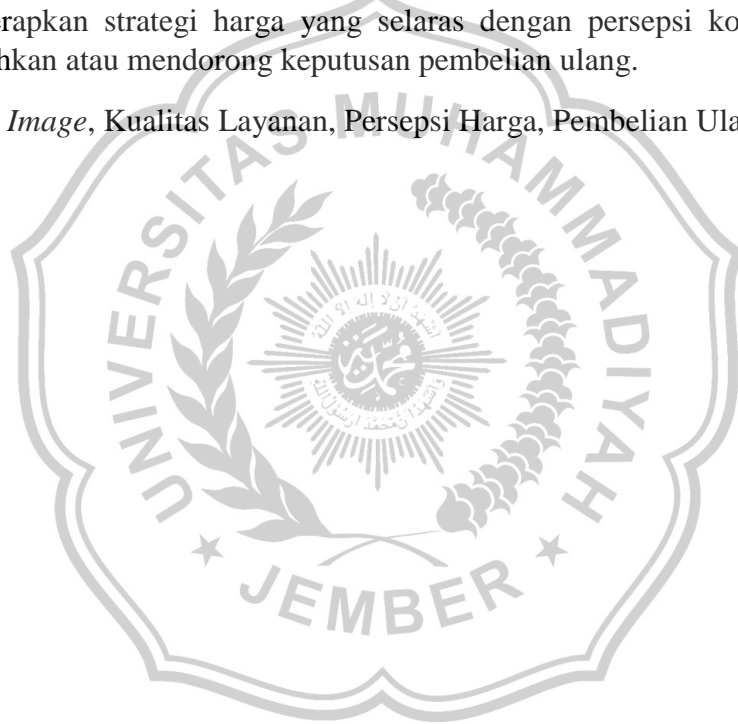 rapkan strategi harga yang selaras dengan persepsi ko
hkan atau mendorong keputusan pembelian ulang.
Image, Kualitas Layanan, Persepsi Harga, Pembelian Ula
UNIVERSITAS MUHAMMADIYAH
JEMBER